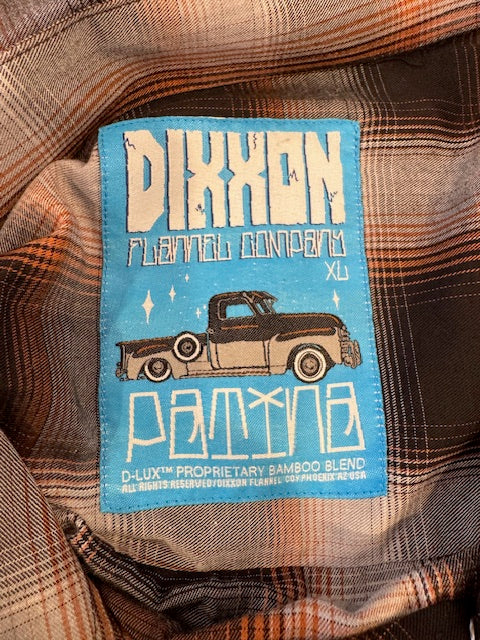 DIXXON
FLANNEL COMPANY
XL
PATINA
D-LUX™ PROPRIETARY BAMBOO BLEND
ALL RIGHTS RESERVED/DIXXON FLANNEL CO/PHOENIX AZ USA